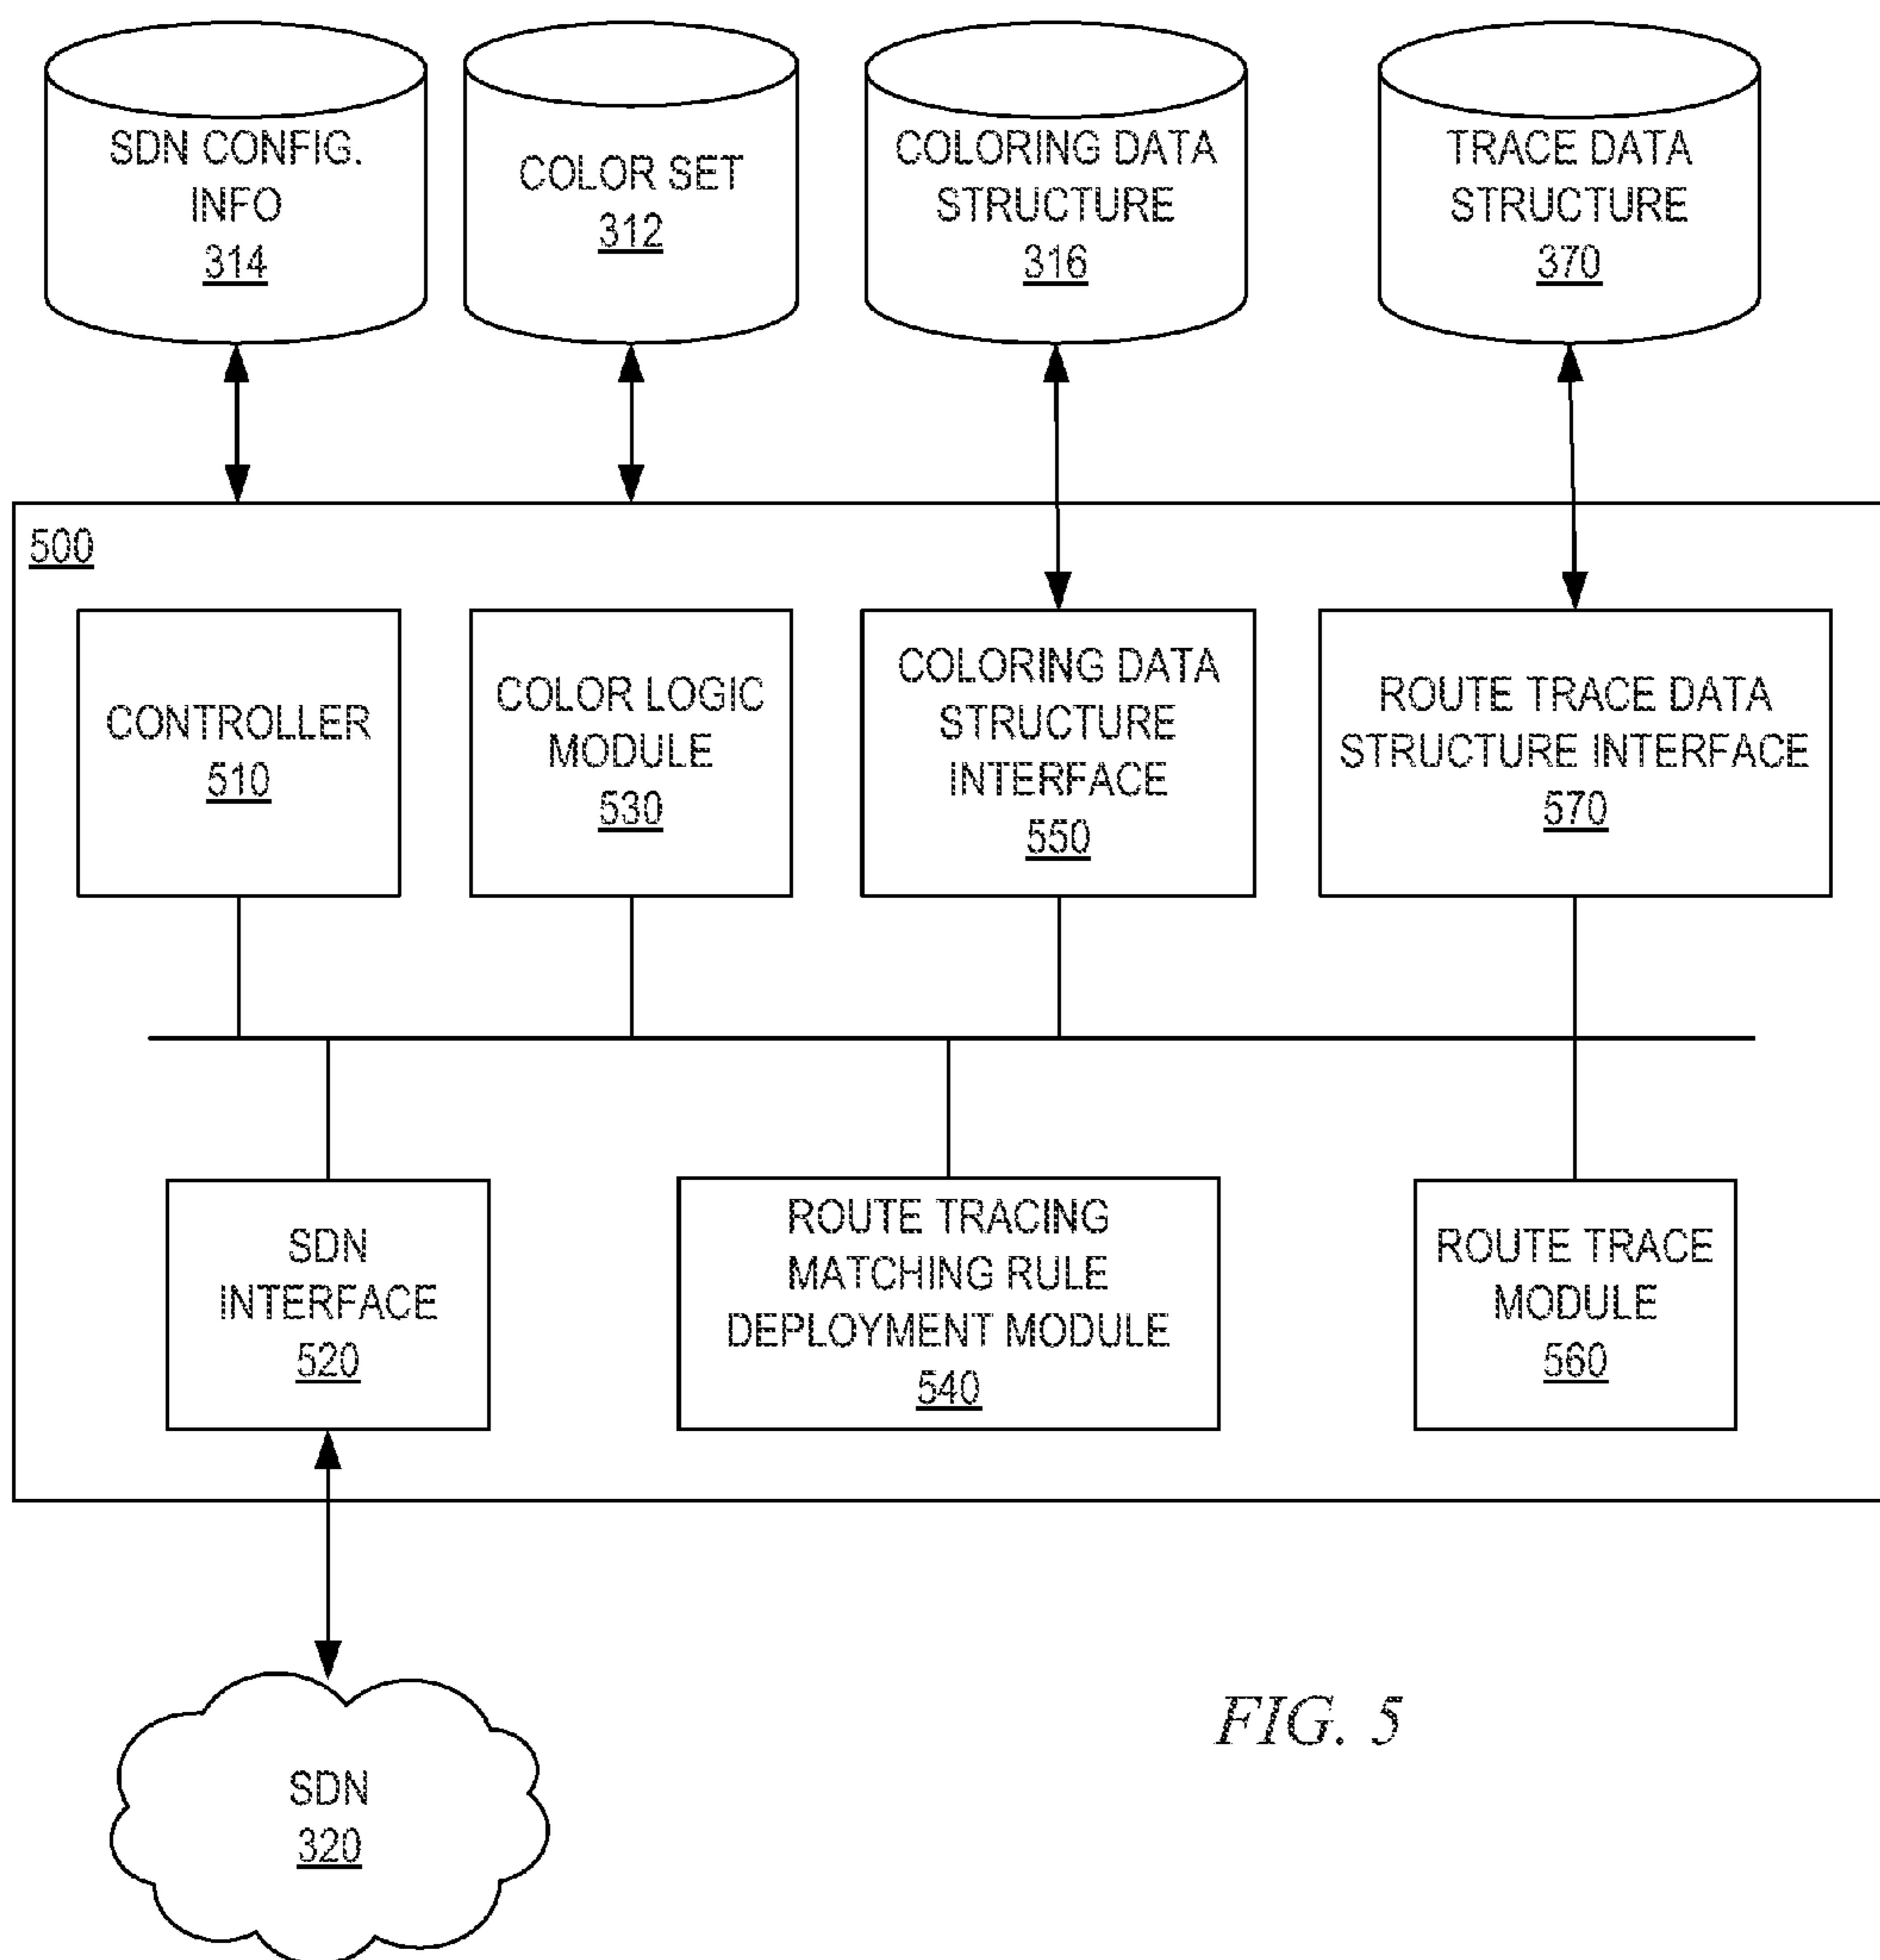 SDN CONFIG.
INFO
314
COLOR SET
312
COLORING DATA
STRUCTURE
316
TRACE DATA
STRUCTURE
370
500
CONTROLLER
510
COLOR LOGIC
MODULE
530
COLORING DATA
STRUCTURE
INTERFACE
550
ROUTE TRACE DATA
STRUCTURE INTERFACE
570
SDN
INTERFACE
520
ROUTE TRACING
MATCHING RULE
DEPLOYMENT MODULE
540
ROUTE TRACE
MODULE
560
SDN
320
FIG. 5